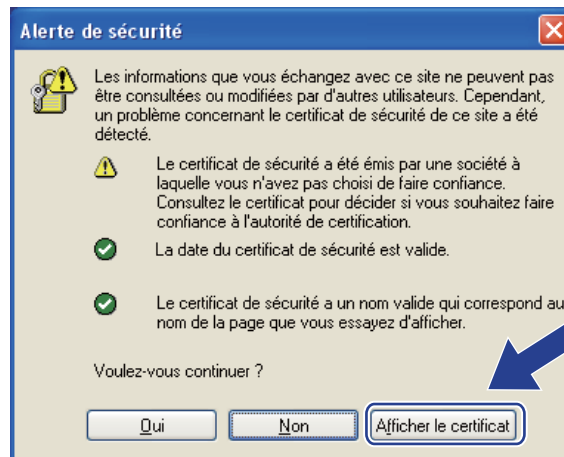 Alerte de sécurité
Les informations que vous échangez avec ce site ne peuvent pas
être consultées ou modifiées par d'autres utilisateurs. Cependant,
un problème concernant le certificat de sécurité de ce site a été
détecté.
Le certificat de sécurité a été émis par une société à
laquelle vous n'avez pas choisi de faire confiance.
Consultez le certificat pour décider si vous souhaitez faire
confiance à l'autorité de certification.
La date du certificat de sécurité est valide.
Le certificat de sécurité a un nom valide qui correspond au
nom de la page que vous essayez d'afficher.
Voulez-vous continuer ?
Oui Non Afficher le certificat